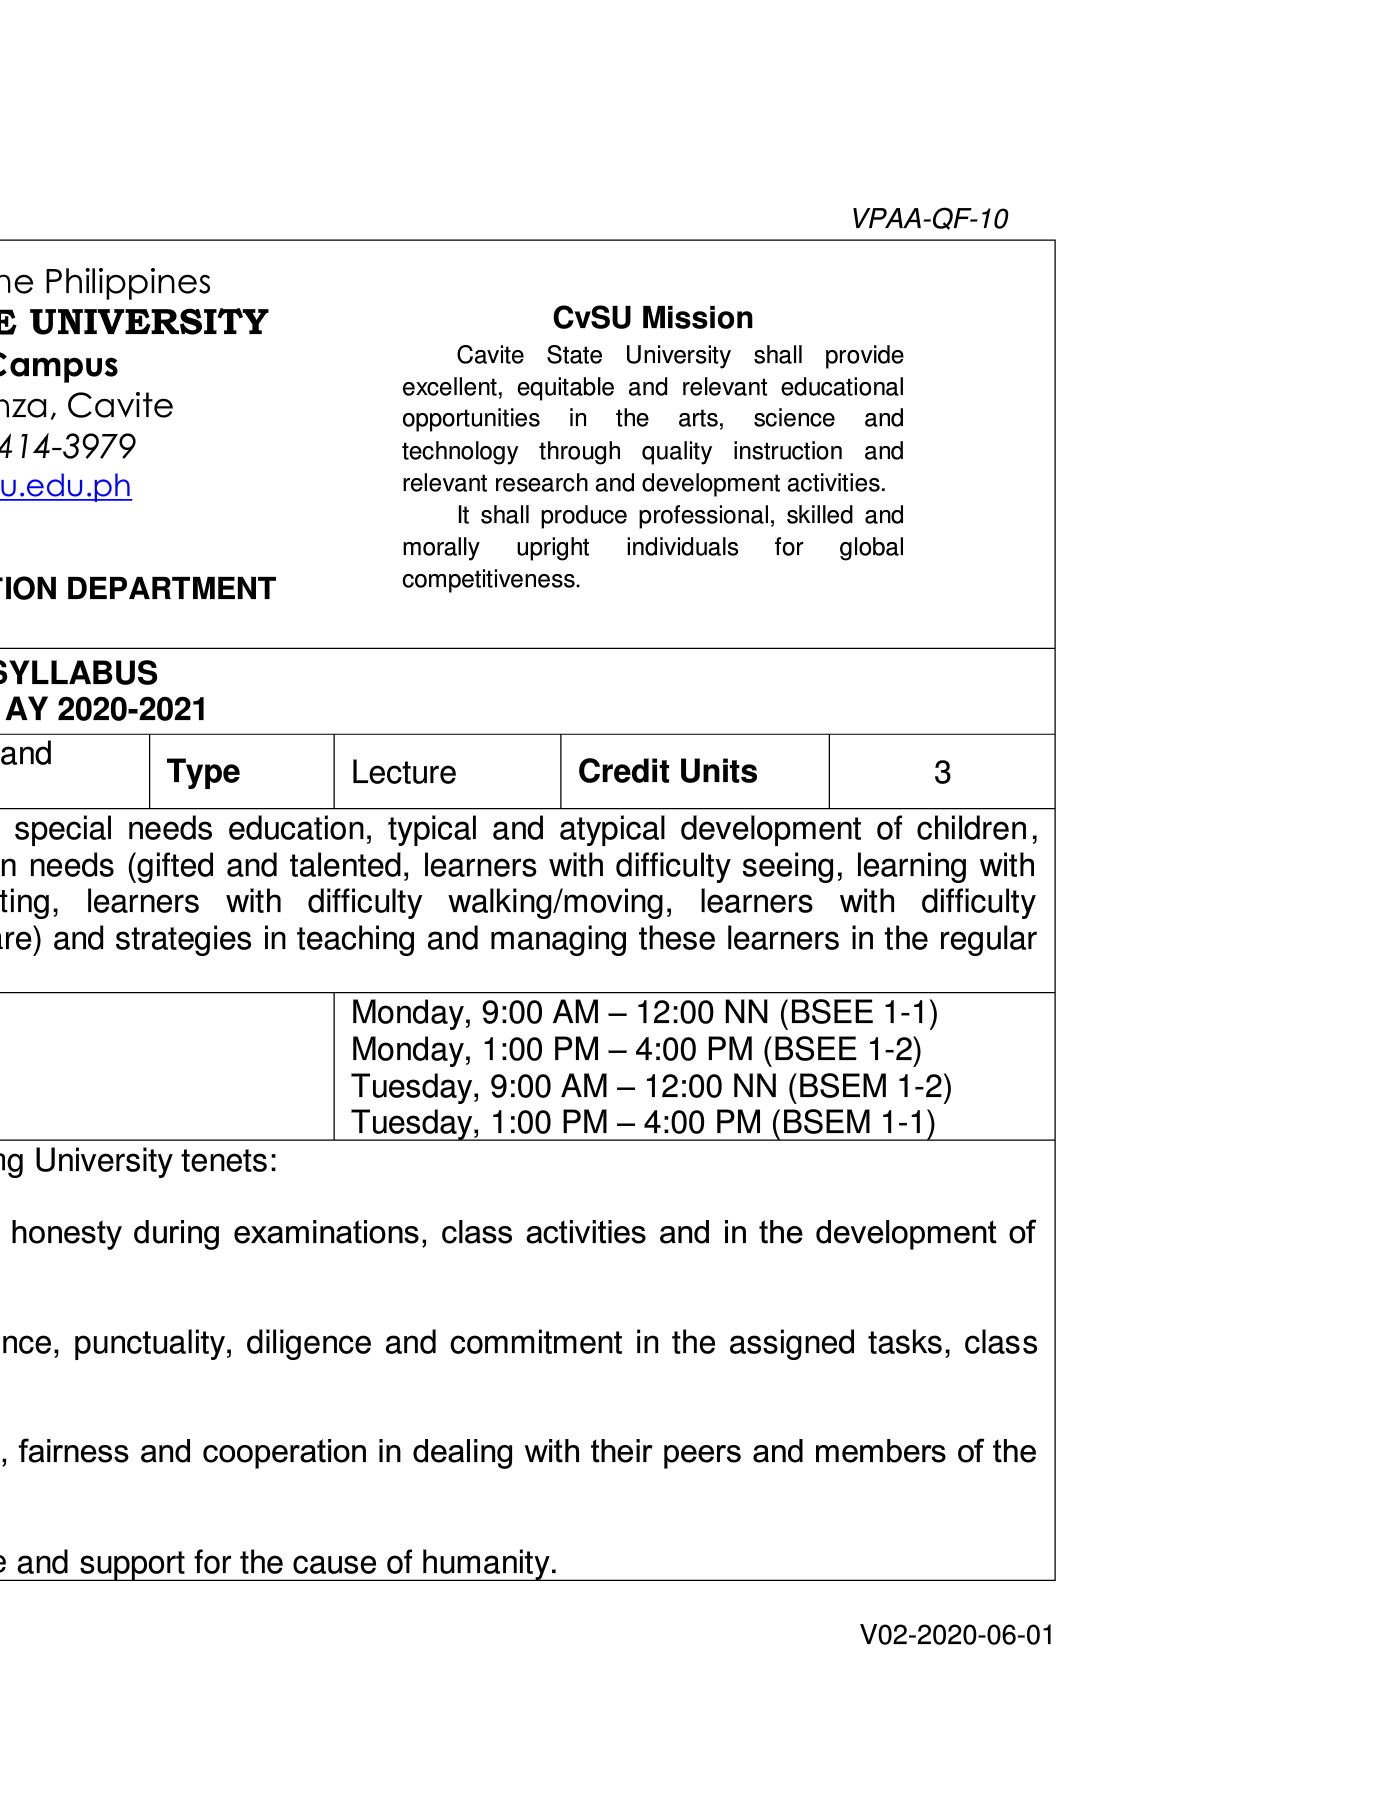 VPAA-QF-10
ne Philippines
E UNIVERSITY
Campus
nza, Cavite
414-3979
u.edu.ph
TION DEPARTMENT
CvSU Mission
Cavite State University shall provide
excellent, equitable and relevant educational
opportunities in the arts, science and
technology through quality instruction and
relevant research and development activities.
It shall produce professional, skilled and
morally upright individuals for global
competitiveness.
SYLLABUS
AY 2020-2021
and
Type
Lecture
Credit Units
3
special needs education, typical and atypical development of children,
n needs (gifted and talented, learners with difficulty seeing, learning with
ting, learners with difficulty walking/moving, learners with difficulty
are) and strategies in teaching and managing these learners in the regular
Monday, 9:00 AM – 12:00 NN (BSEE 1-1)
Monday, 1:00 PM – 4:00 PM (BSEE 1-2)
Tuesday, 9:00 AM – 12:00 NN (BSEM 1-2)
Tuesday, 1:00 PM – 4:00 PM (BSEM 1-1)
ng University tenets:
honesty during examinations, class activities and in the development of
nce, punctuality, diligence and commitment in the assigned tasks, class
, fairness and cooperation in dealing with their peers and members of the
e and support for the cause of humanity.
V02-2020-06-01